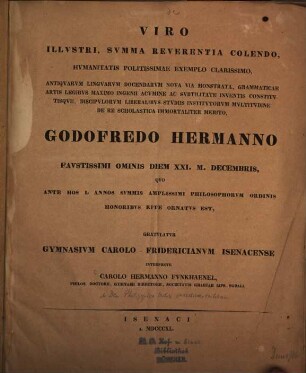 VIRO
ILLVSTRI, SVMMA REVERENTIA COLENDO,
HVMANITATIS POLITISSIMAE EXEMPLO CLARISSIMO,
ANTIQVARVM LINGVARVM DOCENDARVM NOVA VIA MONSTRATA, GRAMMATICAE
ARTIS LEGIBVS MAXIMO INGENII ACVMINE AC SVBTILITATE INVENTIS CONSTITV-
TISQVE, DISCIPVLORVM LIBERALIBVS STVDIIS INSTITVTORVM MVLTITVDINE
DE RE SCHOLASTICA IMMORTALITER MERITO,
GODOFREDO HERMANNO
FAVSTISSIMI OMINIS DIEM XXI. M. DECEMBRIS,
QVO
ANTE HOS L ANNOS SVMMIS AMPLISSIMI PHILOSOPHORVM ORDINIS
HONORIBVS RITE ORNATVS EST,
GRATVLATVR
GYMNASIVM CAROLO-FRIDERICIANVM ISENACENSE
INTERPRETE
CAROLO HERMANNO FVNKHAENEL,
ISENACI
A. MDCCCXL.